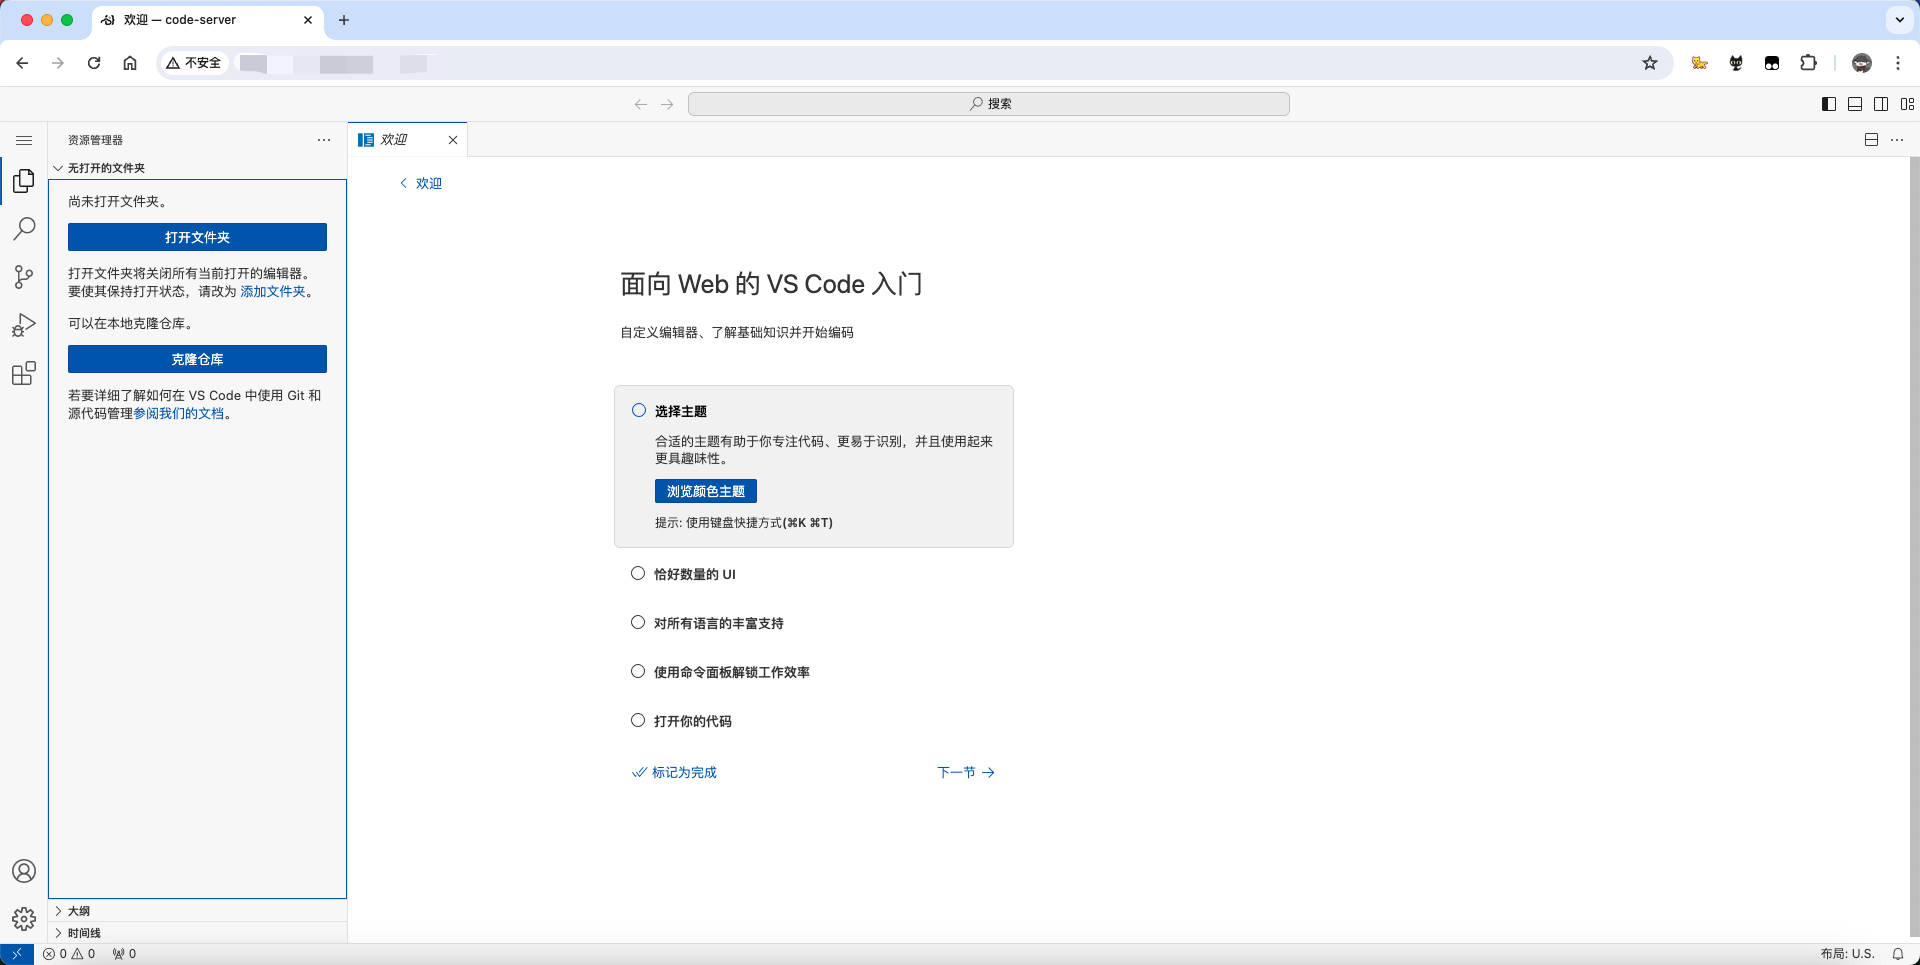 欢迎 — code-server
不安全
搜索
资源管理器
无打开的文件夹
尚未打开文件夹。
打开文件夹
打开文件夹将关闭所有当前打开的编辑器。
要使其保持打开状态，请改为 添加文件夹。
可以在本地克隆仓库。
克隆仓库
若要详细了解如何在 VS Code 中使用 Git 和
源代码管理参阅我们的文档。
大纲
时间线
欢迎
欢迎
面向 Web 的 VS Code 入门
自定义编辑器、了解基础知识并开始编码
选择主题
合适的主题有助于你专注代码、更易于识别，并且使用起来
更具趣味性。
浏览颜色主题
提示: 使用键盘快捷方式(⌘K ⌘T)
恰好数量的 UI
对所有语言的丰富支持
使用命令面板解锁工作效率
打开你的代码
标记为完成
下一节
0 0 0
布局: U.S.